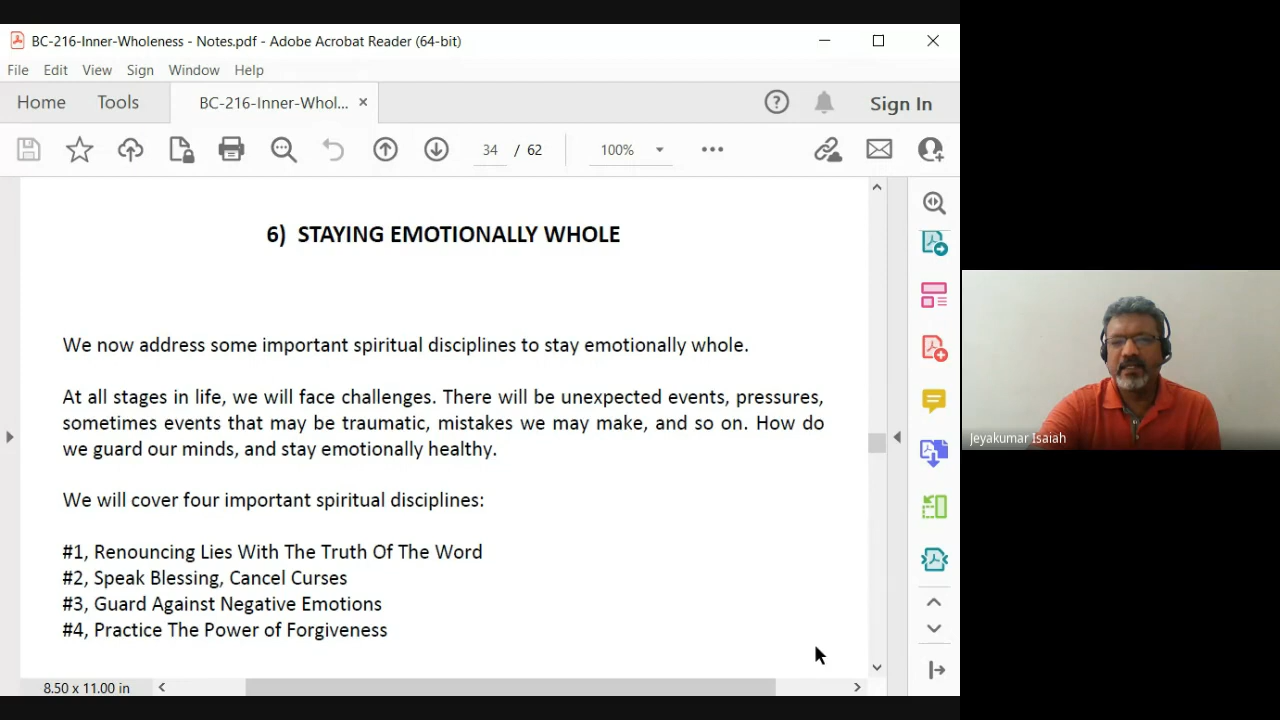 BC-216-Inner-Wholeness - Notes.pdf - Adobe Acrobat Reader (64-bit)
File Edit View Sign Window Help
Home Tools BC-216-Inner-Whol... × Sign In
34 / 62 100%
6) STAYING EMOTIONALLY WHOLE
We now address some important spiritual disciplines to stay emotionally whole.
At all stages in life, we will face challenges. There will be unexpected events, pressures,
sometimes events that may be traumatic, mistakes we may make, and so on. How do
we guard our minds, and stay emotionally healthy.
We will cover four important spiritual disciplines:
#1, Renouncing Lies With The Truth Of The Word
#2, Speak Blessing, Cancel Curses
#3, Guard Against Negative Emotions
#4, Practice The Power of Forgiveness
8.50 x 11.00 in
Jeyakumar Isaiah